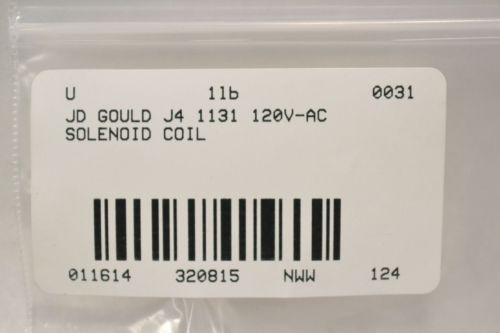 U 1lb 0031
JD GOULD J4 1131 120V-AC
SOLENOID COIL
011614 320815 NWW 124